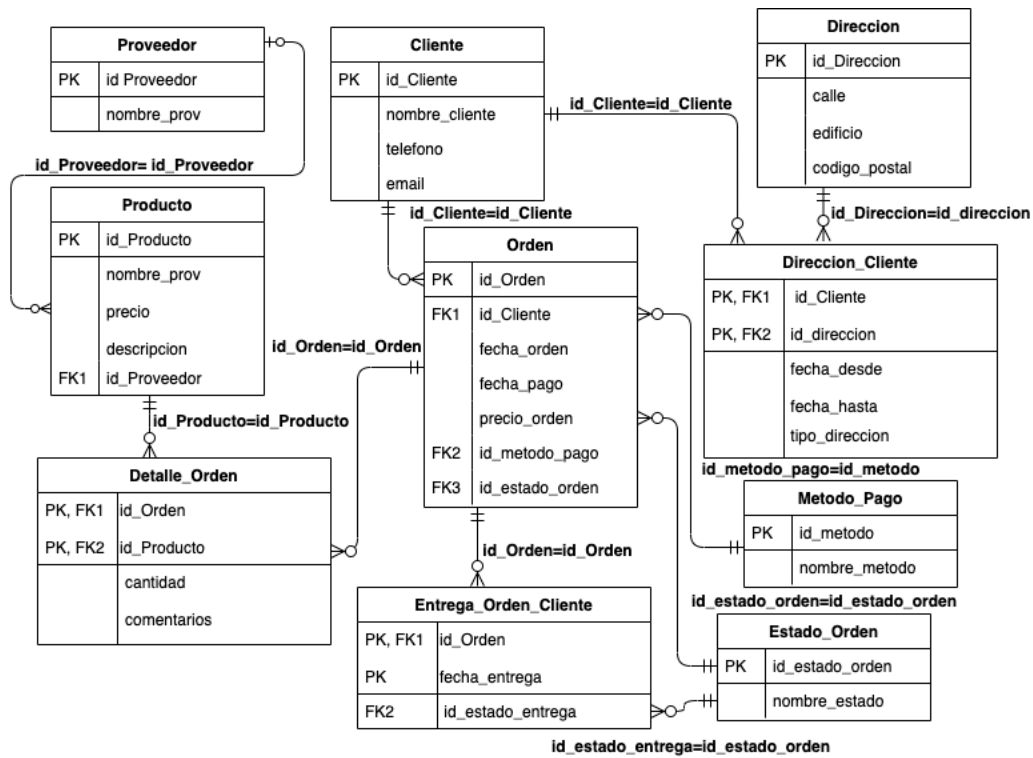 Proveedor
PK id Proveedor
nombre_prov
Cliente
PK id_Cliente
nombre_cliente
telefono
email
Direccion
PK id_Direccion
calle
edificio
codigo_postal
id_Cliente=id_Cliente
id_Proveedor= id_Proveedor
id_Cliente=id_Cliente
id_Direccion=id_direccion
Producto
PK id_Producto
nombre_prov
precio
descripcion
FK1 id_Proveedor
Orden
PK id_Orden
FK1 id_Cliente
fecha_orden
fecha_pago
precio_orden
FK2 id_metodo_pago
FK3 id_estado_orden
Direccion_Cliente
PK, FK1 id_Cliente
PK, FK2 id_direccion
fecha_desde
fecha_hasta
tipo_direccion
id_Orden=id_Orden
id_Producto=id_Producto
id_metodo_pago=id_metodo
Detalle_Orden
PK, FK1 id_Orden
PK, FK2 id_Producto
cantidad
comentarios
Metodo_Pago
PK id_metodo
nombre_metodo
id_Orden=id_Orden
id_estado_orden=id_estado_orden
Entrega_Orden_Cliente
PK, FK1 id_Orden
PK fecha_entrega
FK2 id_estado_entrega
Estado_Orden
PK id_estado_orden
nombre_estado
id_estado_entrega=id_estado_orden